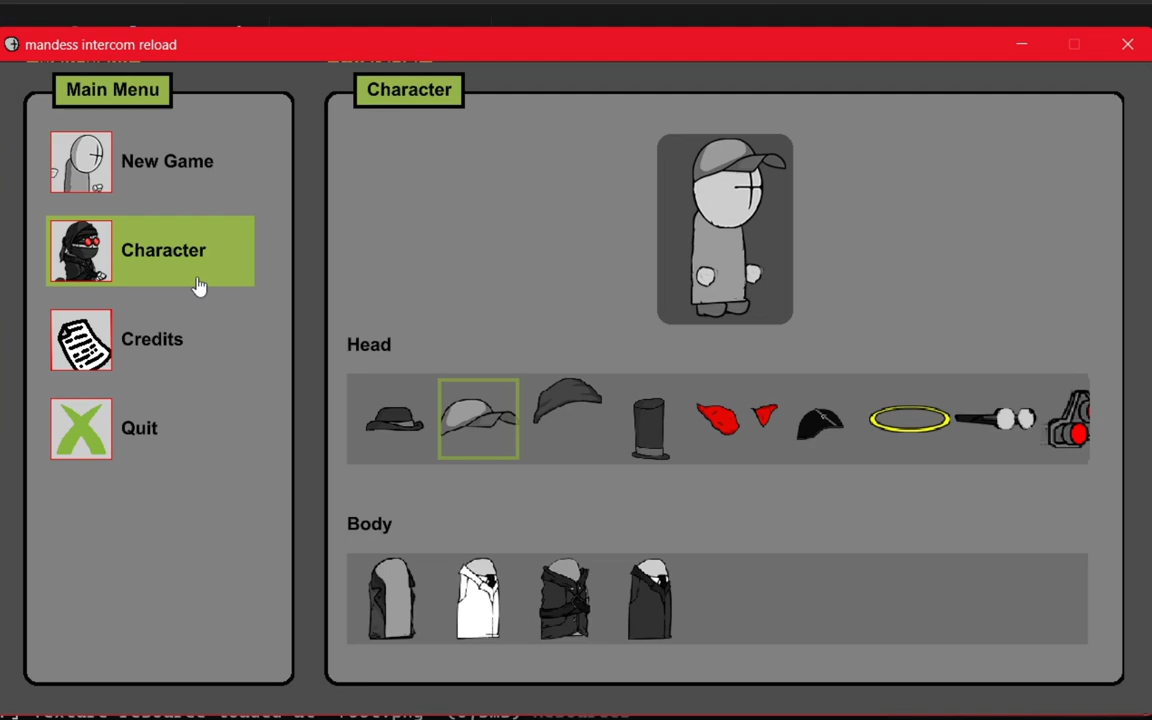 mandess intercom reload
Main Menu
Character
New Game
Character
Credits
Quit
Head
Body